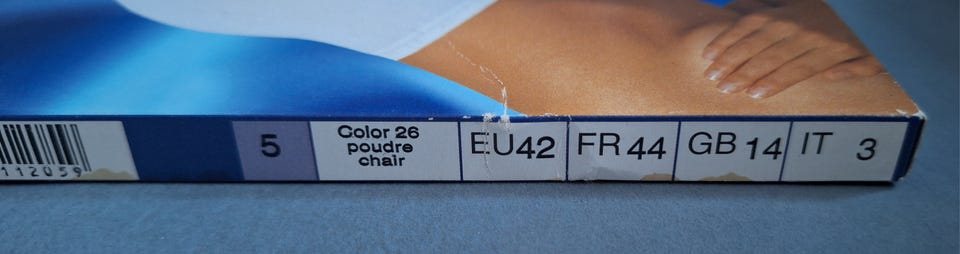 112059
5
Color 26
poudre
chair
EU42
FR 44
GB 14
IT 3